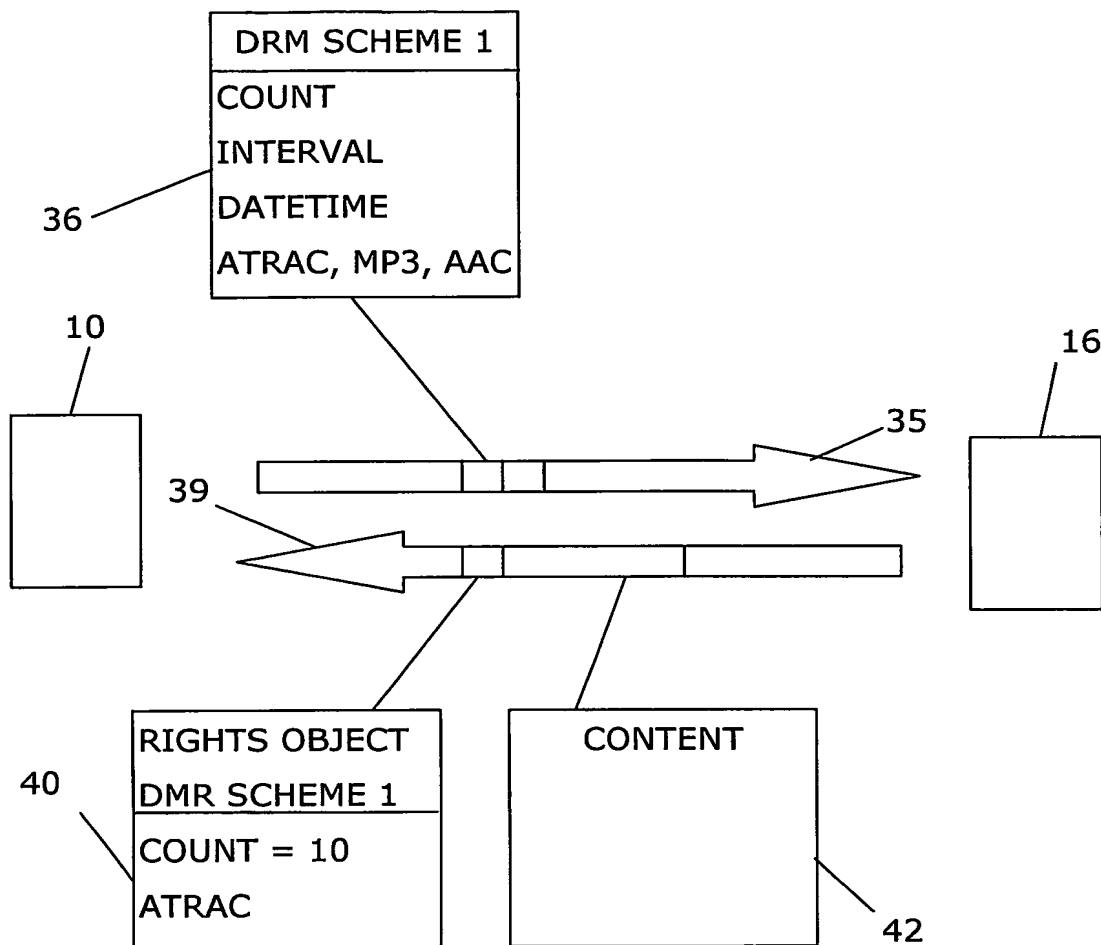 DRM SCHEME 1
COUNT
INTERVAL
DATETIME
ATRAC, MP3, AAC
36
10
16
35
39
RIGHTS OBJECT
DMR SCHEME 1
COUNT = 10
ATRAC
40
CONTENT
42